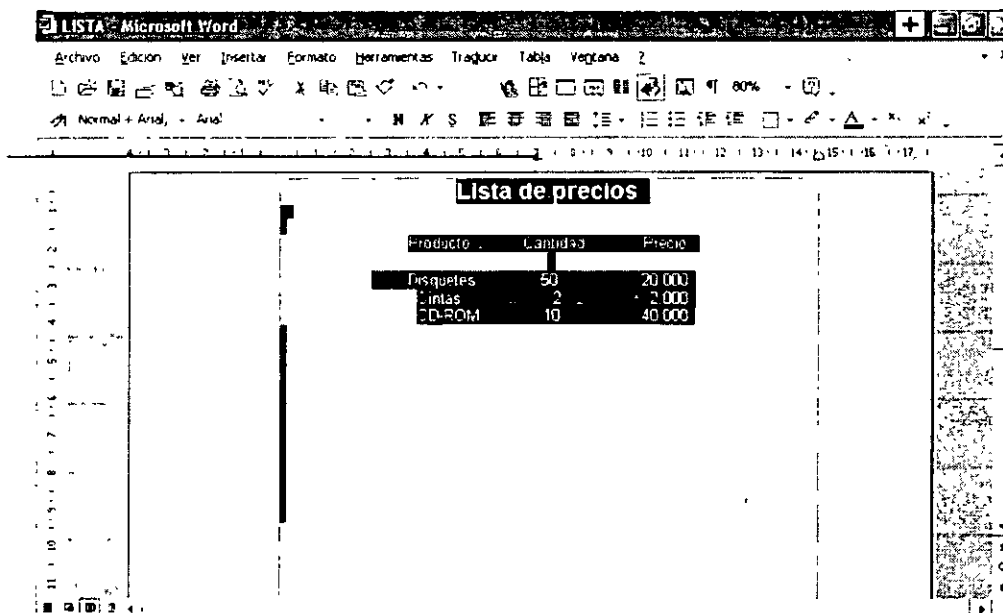 LISTA - Microsoft Word
Archivo Edición Ver Insertar Formato Herramientas Traducir Tabla Ventana ?
80%
Normal + Arial, Arial N K S
Lista de precios
Producto Cantidad Precio
Disquetes 50 20.000
Cintas 2 2.000
CD-ROM 10 40.000